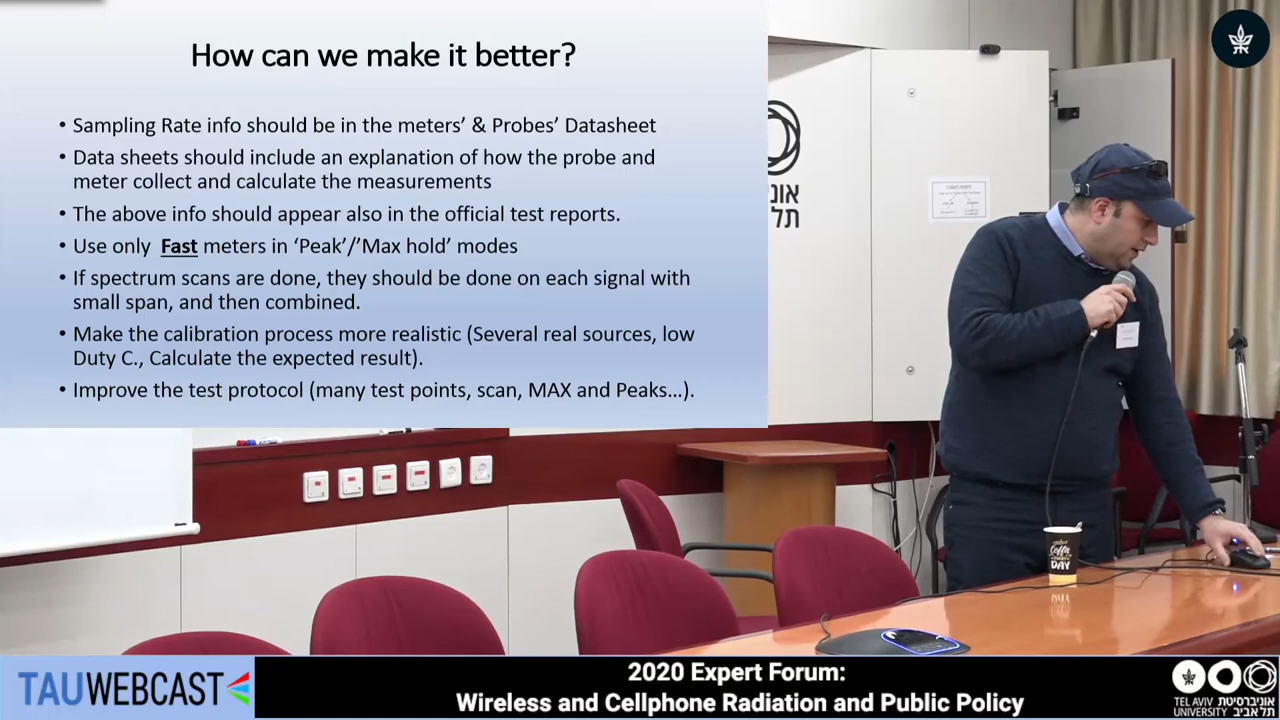 How can we make it better?
• Sampling Rate info should be in the meters’ & Probes’ Datasheet
• Data sheets should include an explanation of how the probe and
meter collect and calculate the measurements
• The above info should appear also in the official test reports.
• Use only Fast meters in ‘Peak’/’Max hold’ modes
• If spectrum scans are done, they should be done on each signal with
small span, and then combined.
• Make the calibration process more realistic (Several real sources, low
Duty C., Calculate the expected result).
• Improve the test protocol (many test points, scan, MAX and Peaks...).
Coffee
DAY
TAUWEBCAST
2020 Expert Forum:
Wireless and Cellphone Radiation and Public Policy
TEL AVIV אוניברסיטת
UNIVERSITY תל אביב